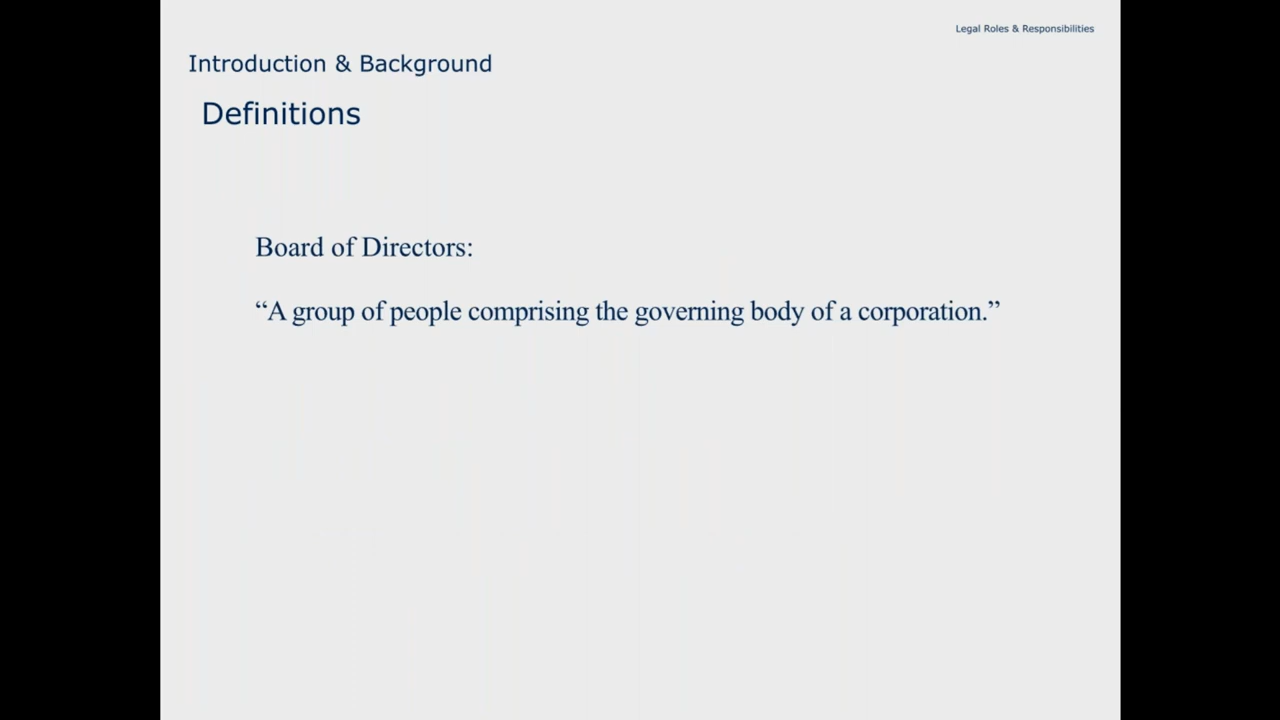 Legal Roles & Responsibilities
Introduction & Background
Definitions
Board of Directors:
“A group of people comprising the governing body of a corporation.”